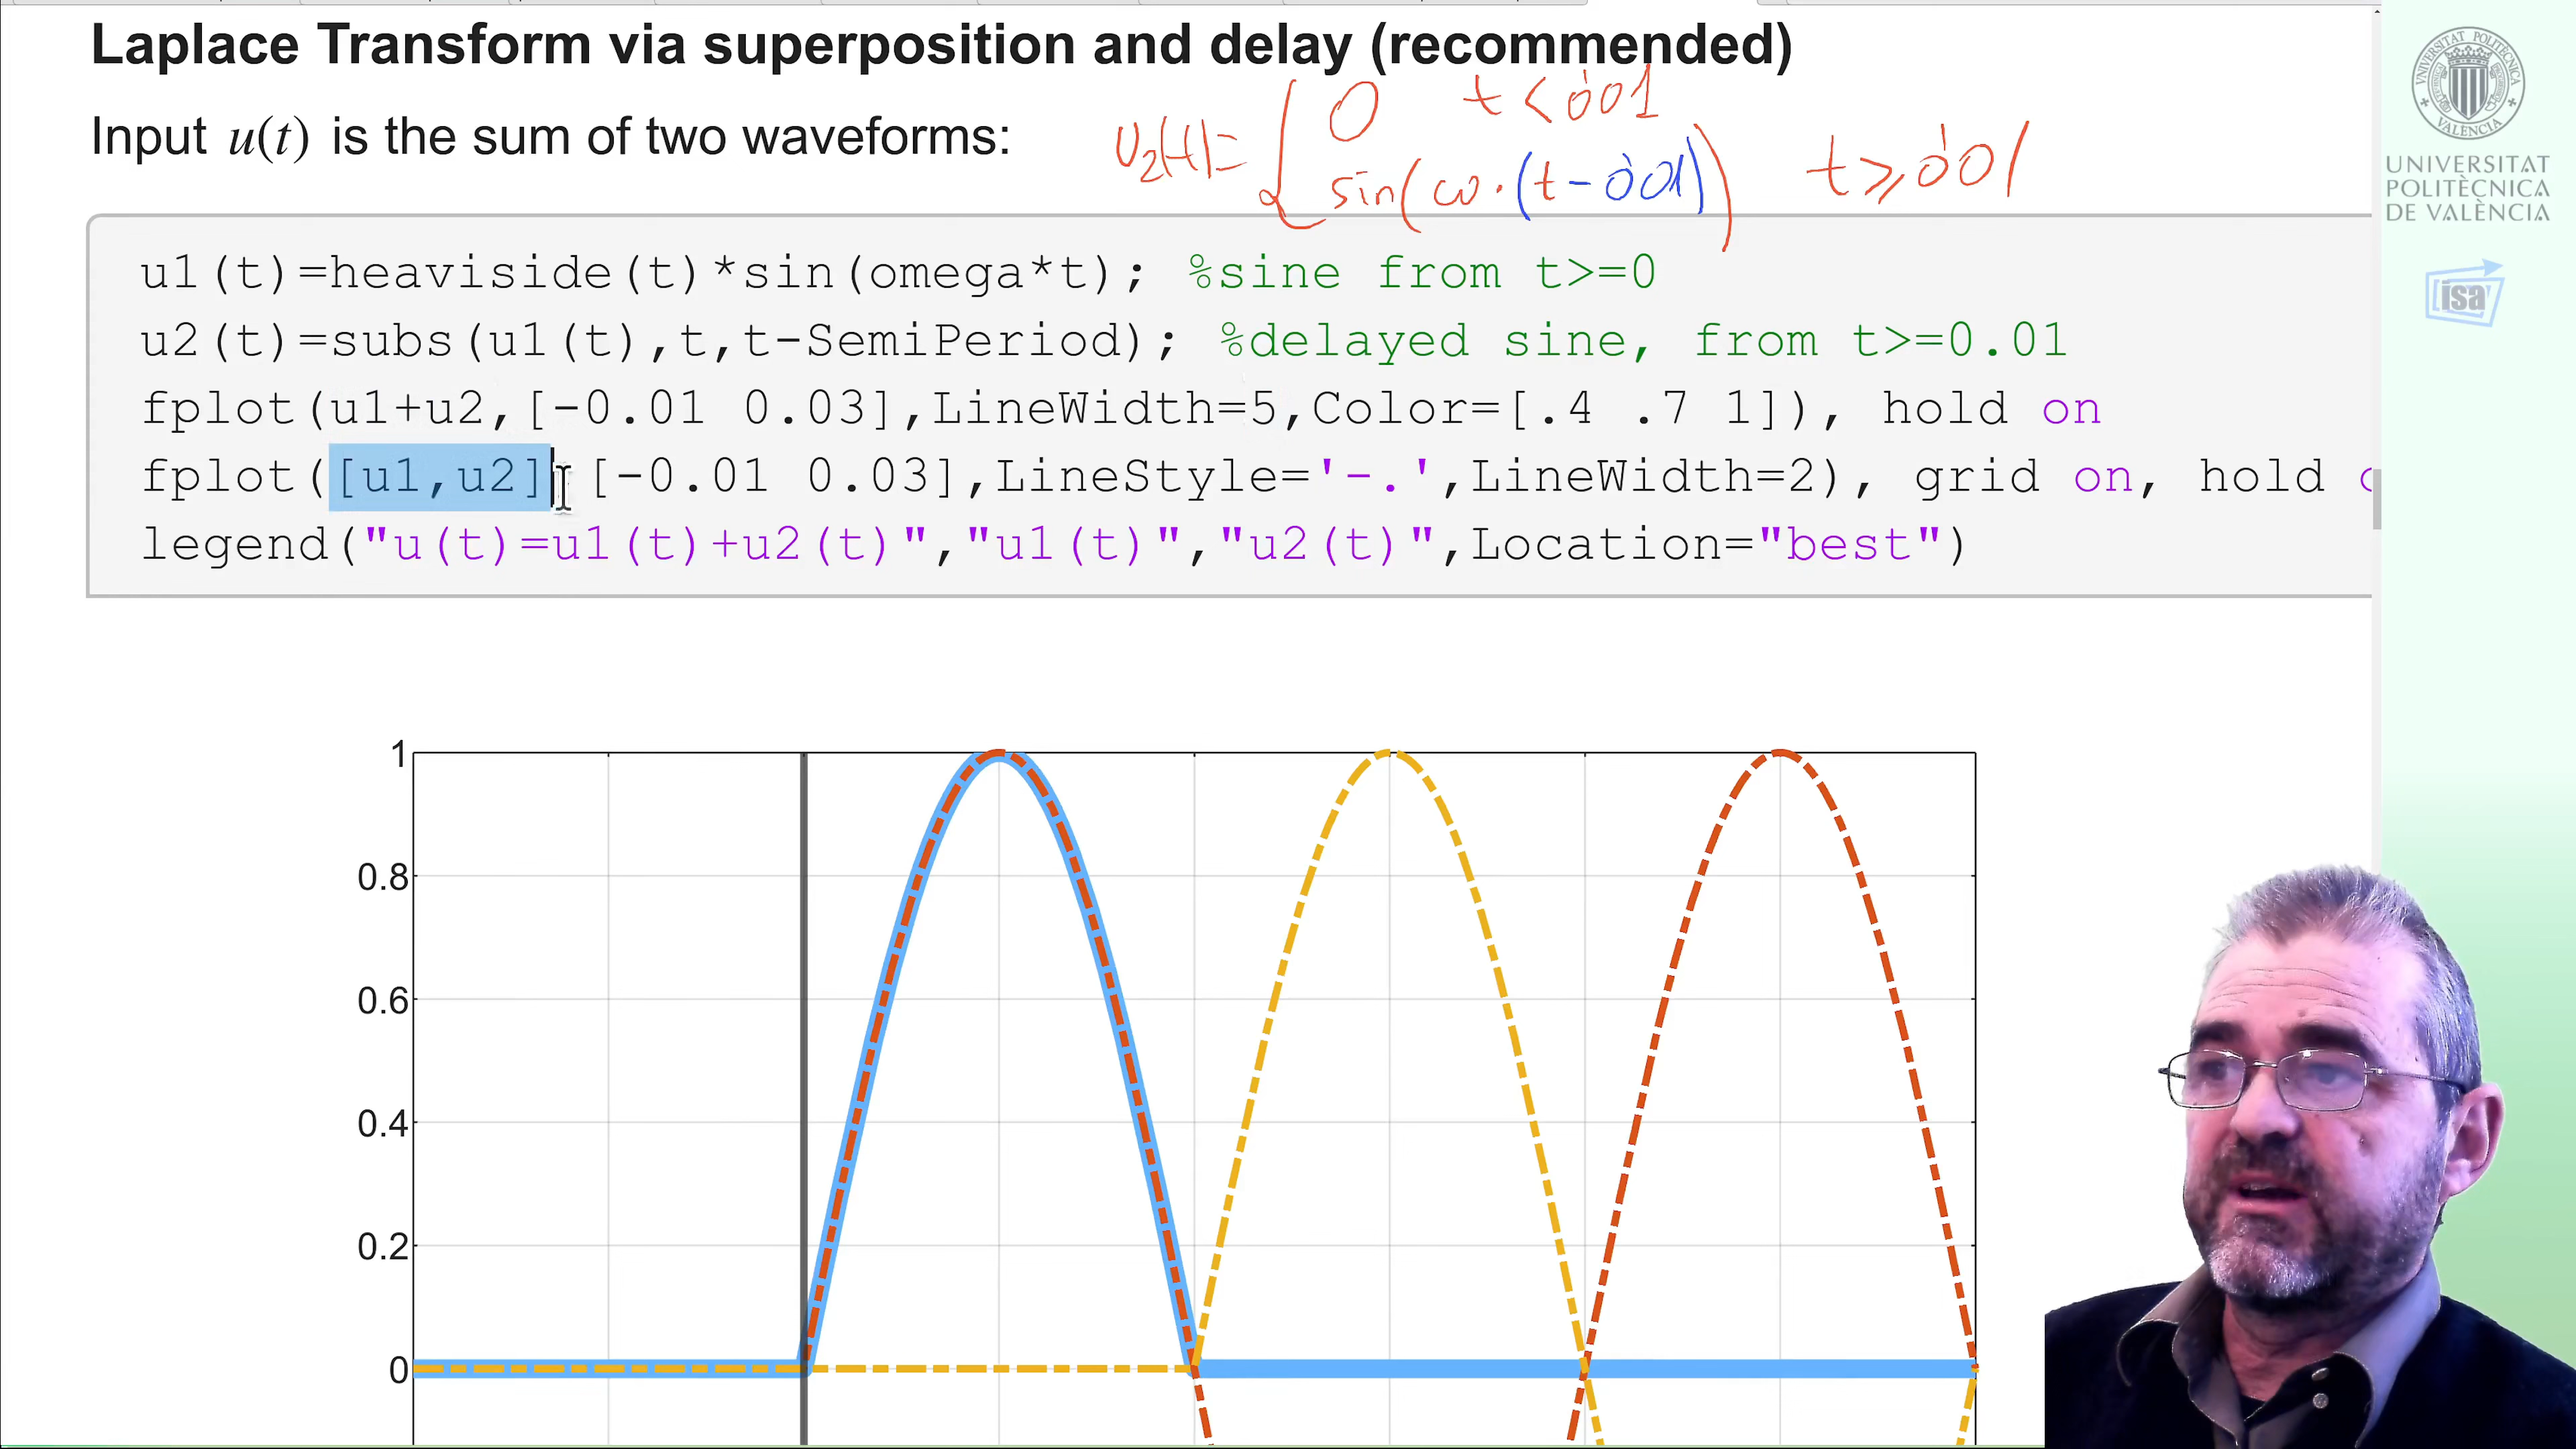 Laplace Transform via superposition and delay (recommended)
Input u(t) is the sum of two waveforms:
u2(t)= { 0 t < 0'01
sin(ω·(t-0'01)) t ≥ 0'01
u1(t)=heaviside(t)*sin(omega*t); %sine from t>=0
u2(t)=subs(u1(t),t,t-SemiPeriod); %delayed sine, from t>=0.01
fplot(u1+u2,[-0.01 0.03],LineWidth=5,Color=[.4 .7 1]), hold on
fplot([u1,u2] [-0.01 0.03],LineStyle='-.',LineWidth=2), grid on, hold
legend("u(t)=u1(t)+u2(t)","u1(t)","u2(t)",Location="best")
1
0.8
0.6
0.4
0.2
0
UNIVERSITAT POLITÈCNICA
VALÈNCIA
UNIVERSITAT
POLITÈCNICA
DE VALÈNCIA
isa